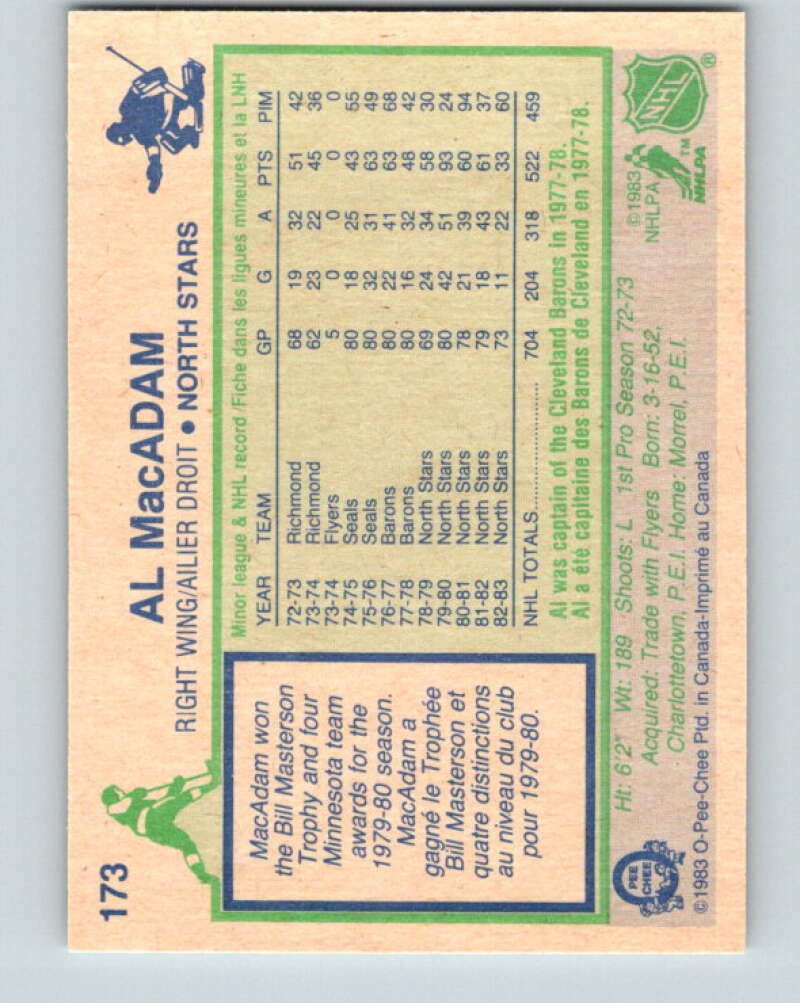 173
AL MacADAM
RIGHT WING/AILIER DROIT • NORTH STARS
MacAdam won
the Bill Masterson
Trophy and four
Minnesota team
awards for the
1979-80 season.
MacAdam a
gagné le Trophée
Bill Masterson et
quatre distinctions
au niveau du club
pour 1979-80.
Minor league & NHL record/Fiche dans les ligues mineures et la LNH
YEAR TEAM GP G A PTS PIM
72-73 Richmond 68 19 32 51 42
73-74 Richmond 62 23 22 45 36
73-74 Flyers 5 0 0 0 0
74-75 Seals 80 18 25 43 55
75-76 Seals 80 32 31 63 49
76-77 Barons 80 22 41 63 68
77-78 Barons 80 16 32 48 42
78-79 North Stars 69 24 34 58 30
79-80 North Stars 80 42 51 93 24
80-81 North Stars 78 21 39 60 94
81-82 North Stars 79 18 43 61 37
82-83 North Stars 73 11 22 33 60
NHL TOTALS.................... 704 204 318 522 459
Al was captain of the Cleveland Barons in 1977-78.
Al a été capitaine des Barons de Cleveland en 1977-78.
Ht: 6'2" Wt: 189 Shoots: L 1st Pro Season 72-73
Acquired: Trade with Flyers Born: 3-16-52,
Charlottetown, P.E.I. Home: Morrel, P.E.I.
©1983 O-Pee-Chee Ptd. in Canada-Imprimé au Canada
O
PEE
CHEE
©1983
NHLPA
NHLPA™
NHL®